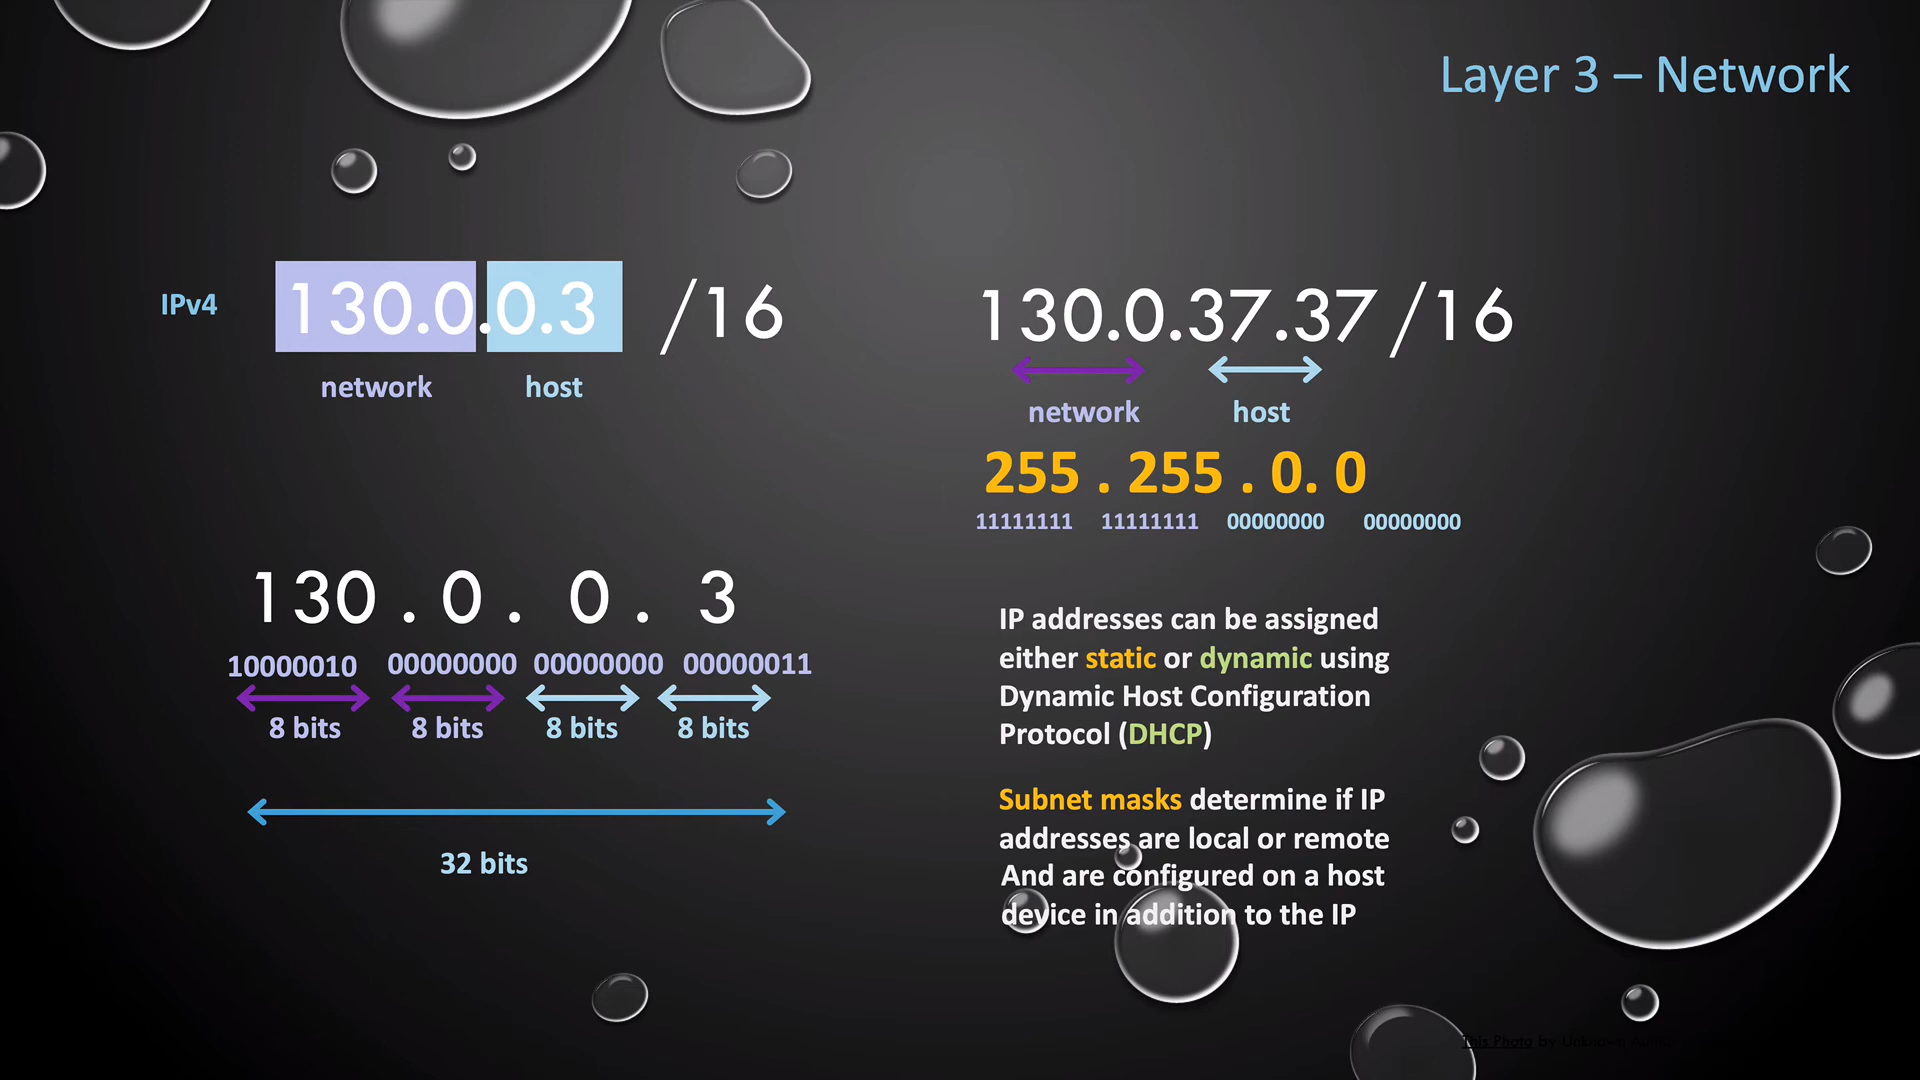 Layer 3 – Network
IPv4
130.0.0.3 /16
network host
130 . 0 . 0 . 3
10000010 00000000 00000000 00000011
8 bits 8 bits 8 bits 8 bits
32 bits
130.0.37.37 /16
network host
255 . 255 . 0. 0
11111111 11111111 00000000 00000000
IP addresses can be assigned
either static or dynamic using
Dynamic Host Configuration
Protocol (DHCP)
Subnet masks determine if IP
addresses are local or remote
And are configured on a host
device in addition to the IP
This Photo by Unknown